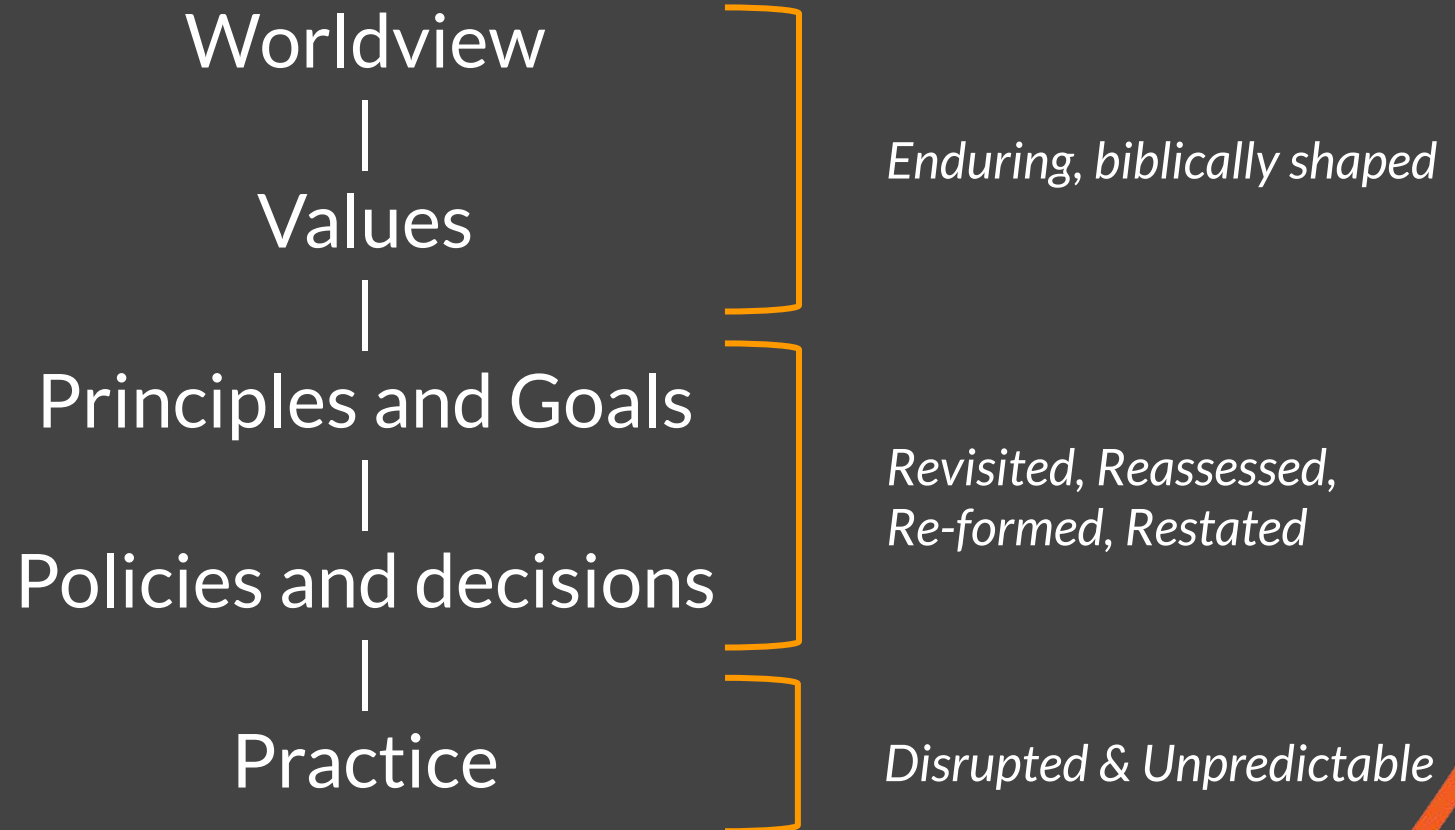 Worldview
Values
Enduring, biblically shaped
Principles and Goals
Policies and decisions
Revisited, Reassessed,
Re-formed, Restated
Practice
Disrupted & Unpredictable